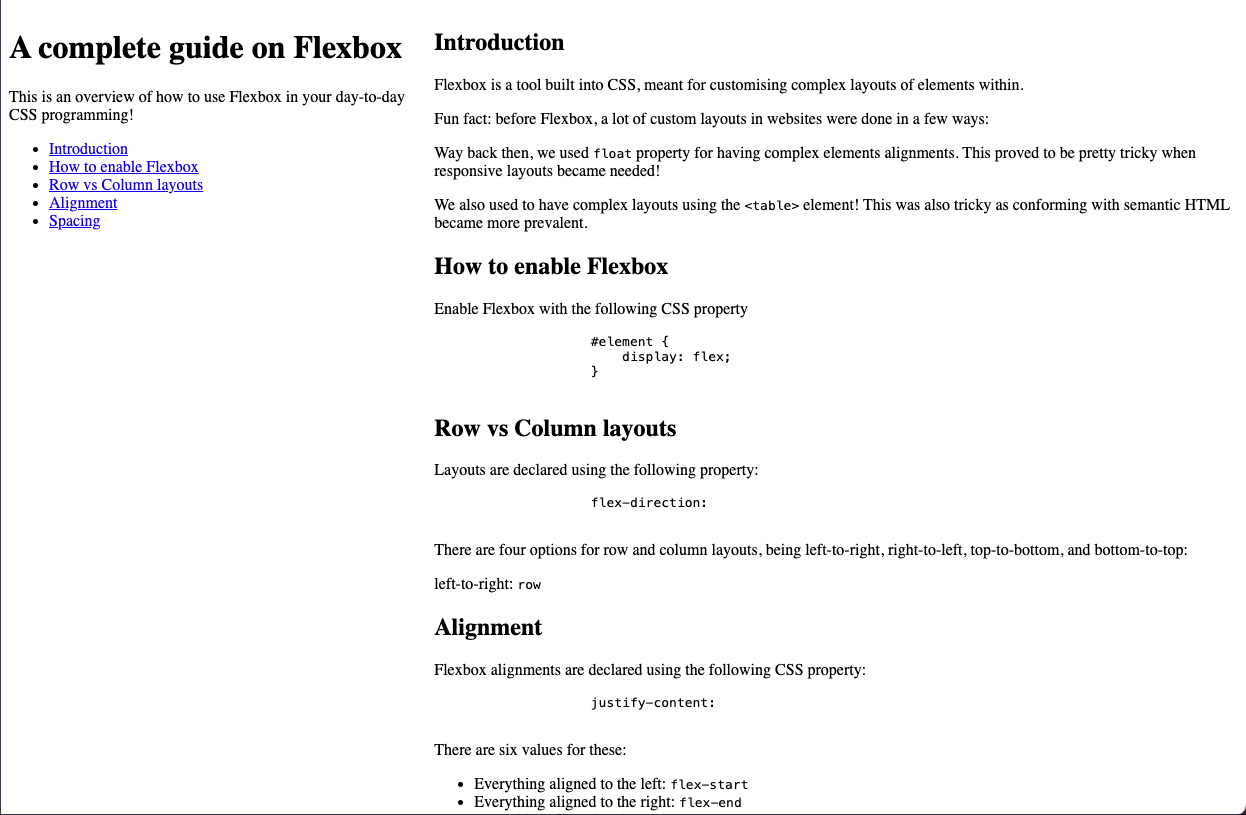 A complete guide on Flexbox
This is an overview of how to use Flexbox in your day-to-day
CSS programming!
Introduction
How to enable Flexbox
Row vs Column layouts
Alignment
Spacing
Introduction
Flexbox is a tool built into CSS, meant for customising complex layouts of elements within.
Fun fact: before Flexbox, a lot of custom layouts in websites were done in a few ways:
Way back then, we used float property for having complex elements alignments. This proved to be pretty tricky when
responsive layouts became needed!
We also used to have complex layouts using the <table> element! This was also tricky as conforming with semantic HTML
became more prevalent.
How to enable Flexbox
Enable Flexbox with the following CSS property
#element {
    display: flex;
}
Row vs Column layouts
Layouts are declared using the following property:
flex-direction:
There are four options for row and column layouts, being left-to-right, right-to-left, top-to-bottom, and bottom-to-top:
left-to-right: row
Alignment
Flexbox alignments are declared using the following CSS property:
justify-content:
There are six values for these:
Everything aligned to the left: flex-start
Everything aligned to the right: flex-end